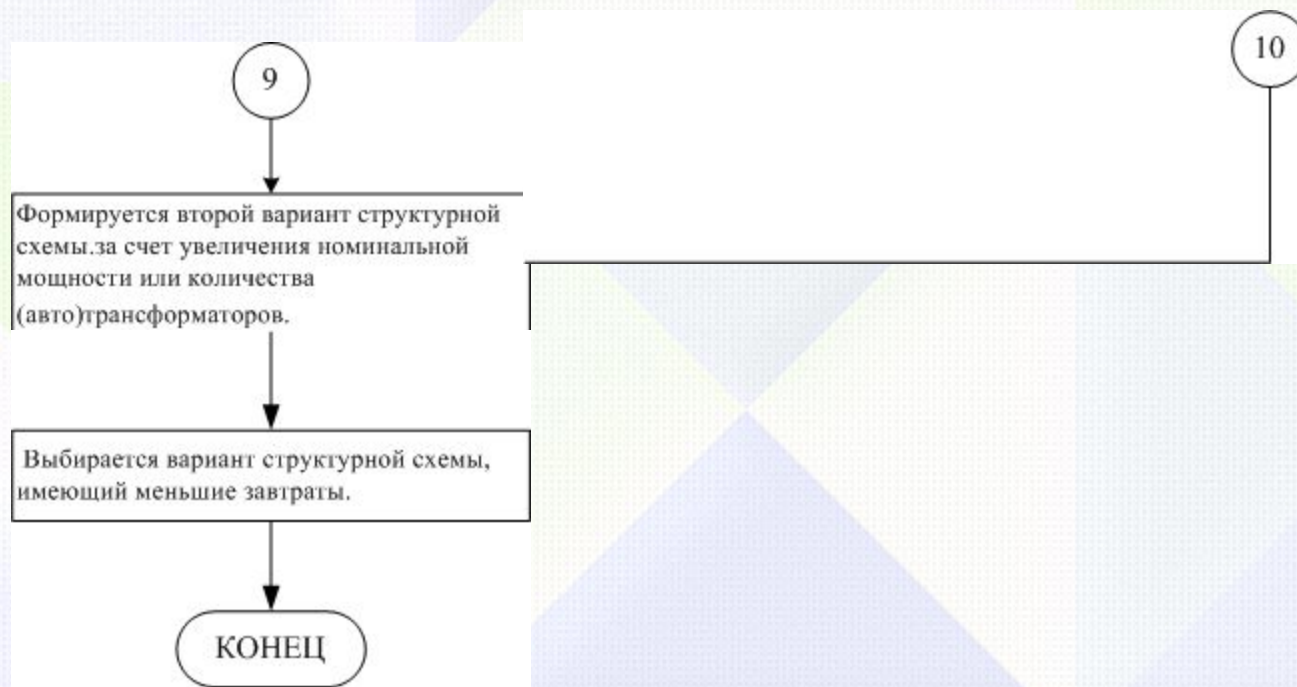 9
10
Формируется второй вариант структурной
схемы.за счет увеличения номинальной
мощности или количества
(авто)трансформаторов.
Выбирается вариант структурной схемы,
имеющий меньшие завтраты.
КОНЕЦ